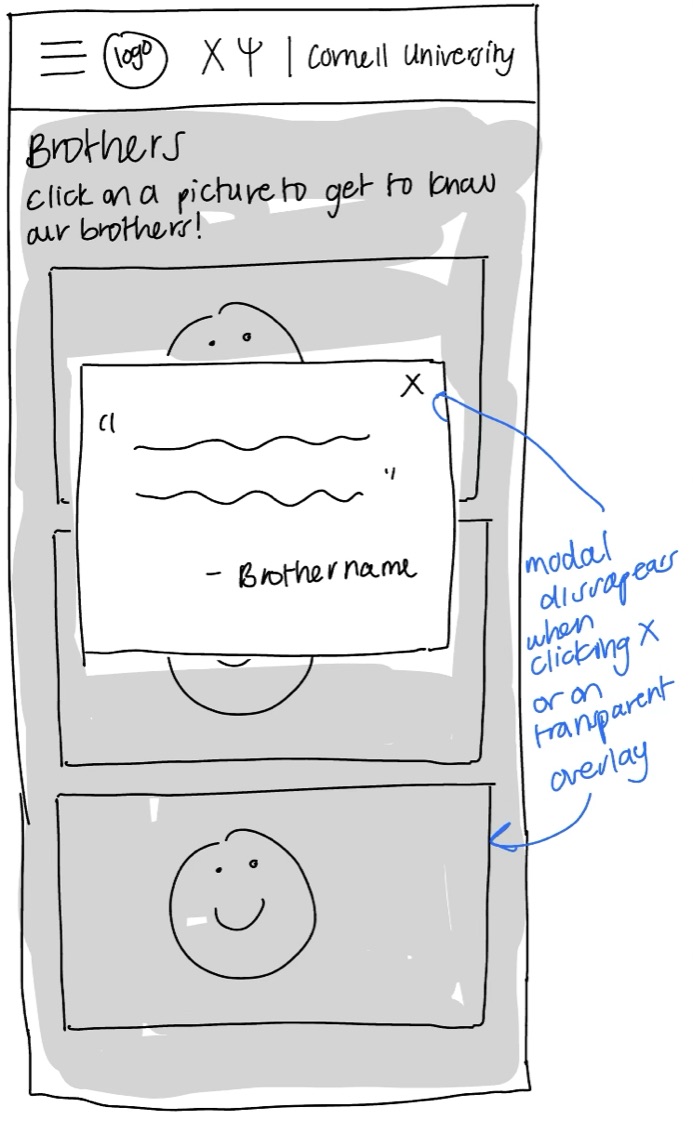 logo
Χ Ψ | Cornell University
Brothers
click on a picture to get to know
our brothers!
X
“
”
- Brother name
modal
dissapears
when
clicking X
or on
transparent
overlay